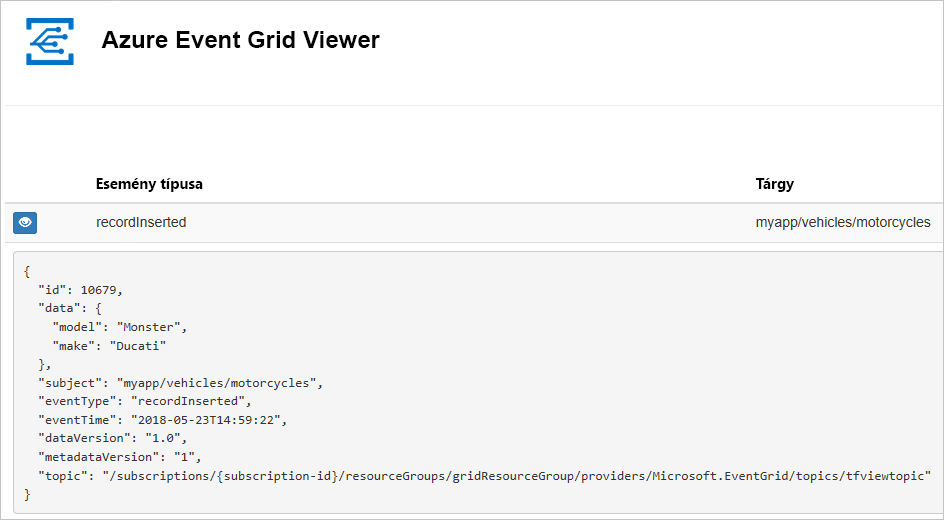 Azure Event Grid Viewer
Esemény típusa Tárgy
recordInserted myapp/vehicles/motorcycles
{
  "id": 10679,
  "data": {
    "model": "Monster",
    "make": "Ducati"
  },
  "subject": "myapp/vehicles/motorcycles",
  "eventType": "recordInserted",
  "eventTime": "2018-05-23T14:59:22",
  "dataVersion": "1.0",
  "metadataVersion": "1",
  "topic": "/subscriptions/{subscription-id}/resourceGroups/gridResourceGroup/providers/Microsoft.EventGrid/topics/tfviewtopic"
}